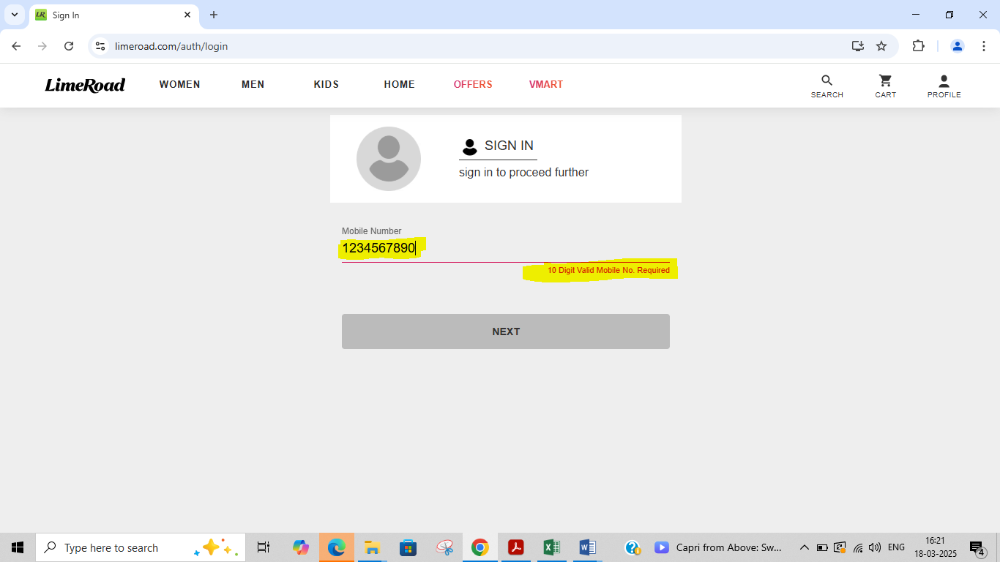 Sign In
limeroad.com/auth/login
LimeRoad
WOMEN
MEN
KIDS
HOME
OFFERS
VMART
SEARCH
CART
PROFILE
SIGN IN
sign in to proceed further
Mobile Number
1234567890
10 Digit Valid Mobile No. Required
NEXT
Type here to search
Capri from Above: Sw...
ENG
16:21
18-03-2025
4